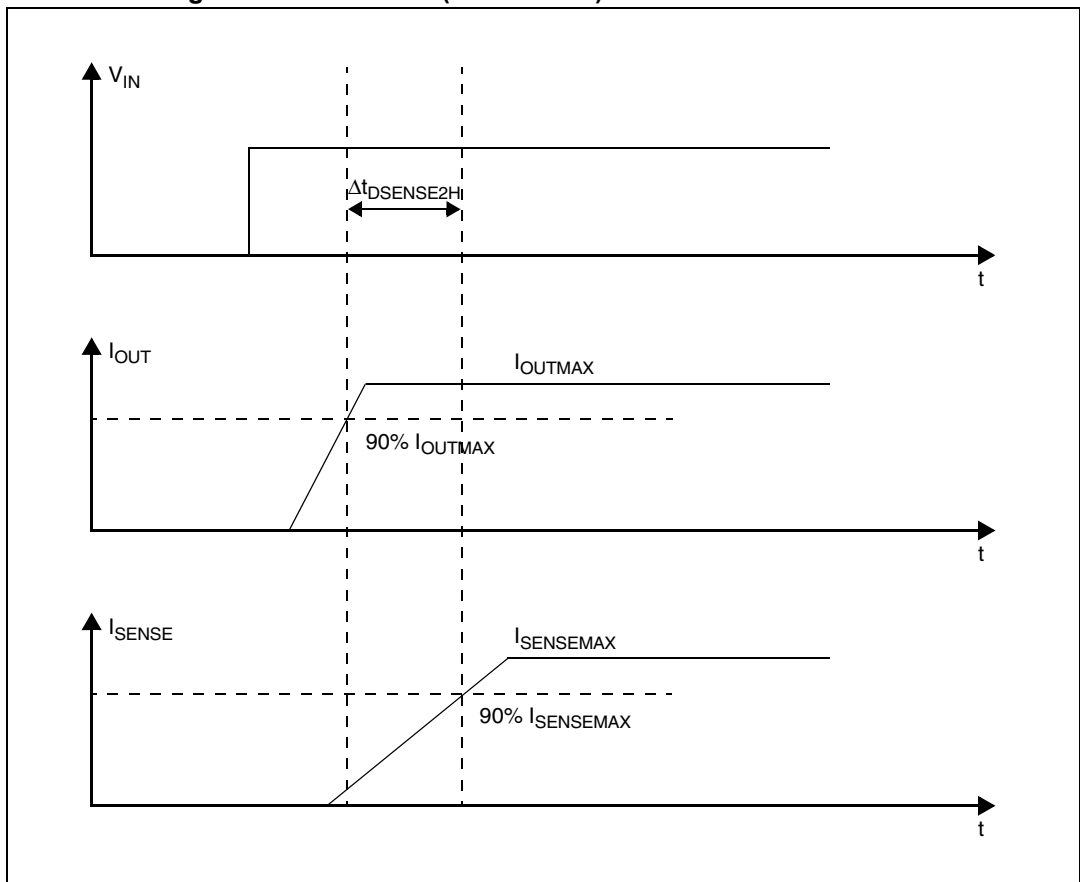 V_IN
Δt_DSENSE2H
t
I_OUT
I_OUTMAX
90% I_OUTMAX
t
I_SENSE
I_SENSEMAX
90% I_SENSEMAX
t